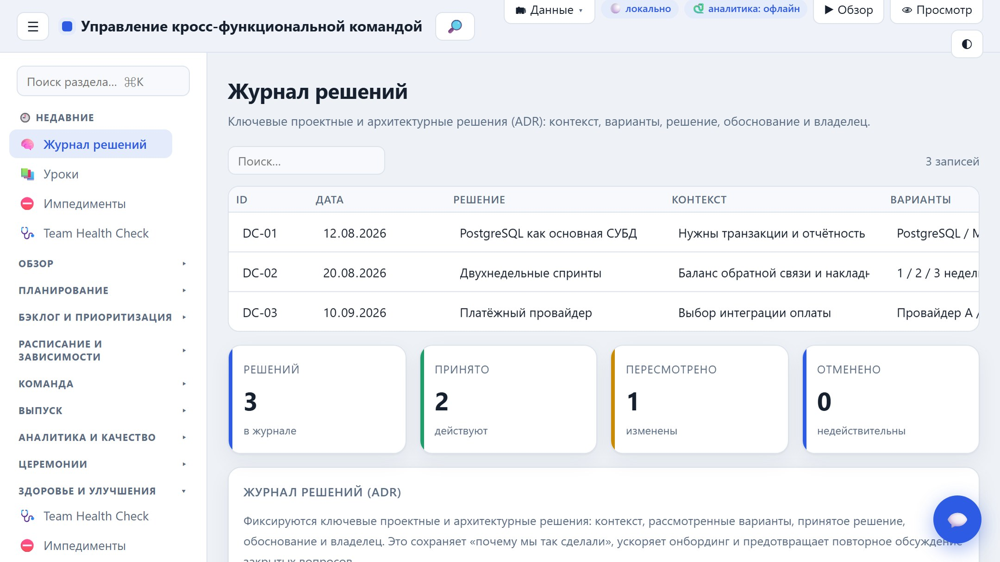 ☰ Управление кросс-функциональной командой
Данные ▾ локально аналитика: офлайн ▶ Обзор Просмотр
Поиск раздела... ⌘K
НЕДАВНИЕ
Журнал решений
Уроки
Импедименты
Team Health Check
ОБЗОР
ПЛАНИРОВАНИЕ
БЭКЛОГ И ПРИОРИТИЗАЦИЯ
РАСПИСАНИЕ И
ЗАВИСИМОСТИ
КОМАНДА
ВЫПУСК
АНАЛИТИКА И КАЧЕСТВО
ЦЕРЕМОНИИ
ЗДОРОВЬЕ И УЛУЧШЕНИЯ
Team Health Check
Импедименты
Журнал решений
Ключевые проектные и архитектурные решения (ADR): контекст, варианты, решение, обоснование и владелец.
Поиск...
3 записей
ID ДАТА РЕШЕНИЕ КОНТЕКСТ ВАРИАНТЫ
DC-01 12.08.2026 PostgreSQL как основная СУБД Нужны транзакции и отчётность PostgreSQL /
DC-02 20.08.2026 Двухнедельные спринты Баланс обратной связи и накладн 1 / 2 / 3 недел
DC-03 10.09.2026 Платёжный провайдер Выбор интеграции оплаты Провайдер А /
РЕШЕНИЙ
3
в журнале
ПРИНЯТО
2
действуют
ПЕРЕСМОТРЕНО
1
изменены
ОТМЕНЕНО
0
недействительны
ЖУРНАЛ РЕШЕНИЙ (ADR)
Фиксируются ключевые проектные и архитектурные решения: контекст, рассмотренные варианты, принятое решение,
обоснование и владелец. Это сохраняет «почему мы так сделали», ускоряет онбординг и предотвращает повторное обсуждение
закрытых вопросов.